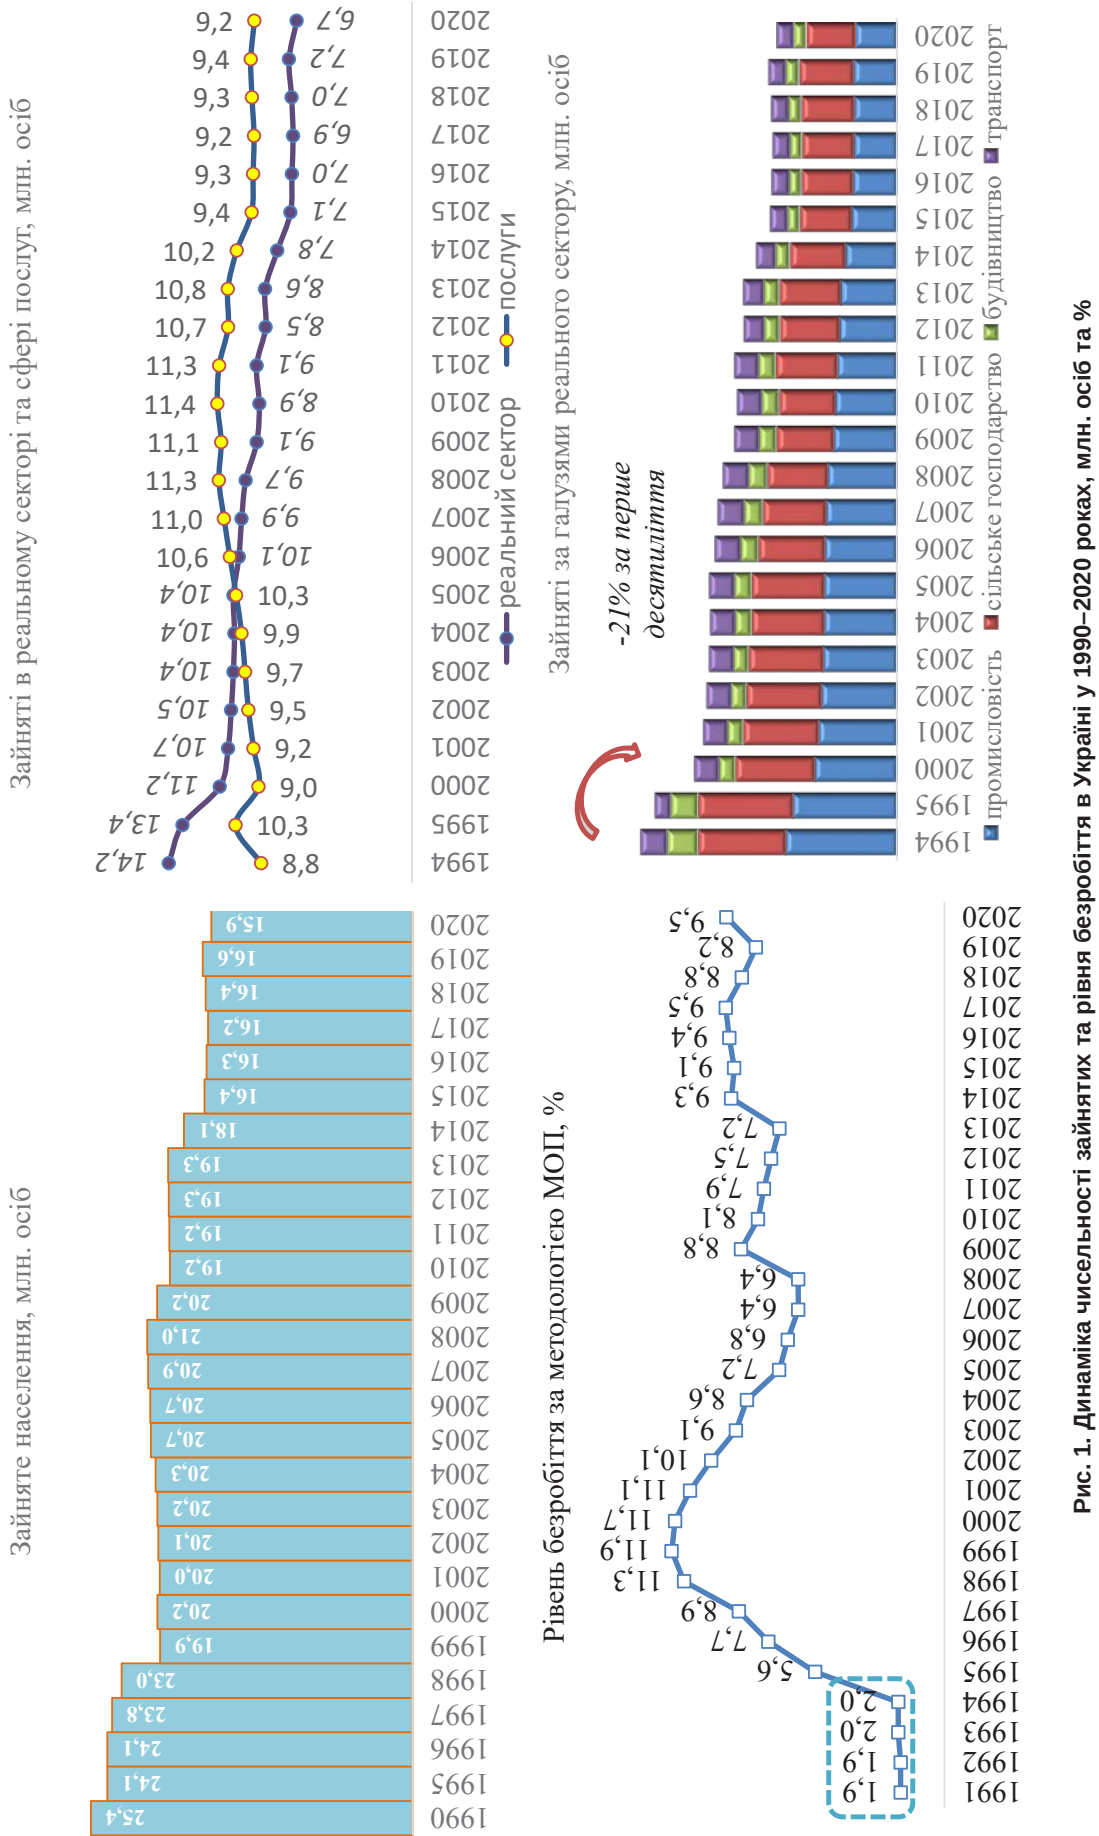 Зайняте населення, млн. осіб
25,4 24,1 24,1 23,8 23,0 19,9 20,2 20,0 20,1 20,2 20,3 20,7 20,7 20,9 21,0 20,2 19,2 19,2 19,3 19,3 18,1 16,4 16,3 16,2 16,4 16,6 15,9
1990 1995 1996 1997 1998 1999 2000 2001 2002 2003 2004 2005 2006 2007 2008 2009 2010 2011 2012 2013 2014 2015 2016 2017 2018 2019 2020
Зайняті в реальному секторі та сфері послуг, млн. осіб
14,2 13,4 11,2 10,7 10,5 10,4 10,4 10,4 10,1 9,9 9,7 9,1 8,9 9,1 8,5 8,6 7,8 7,1 7,0 6,9 7,0 7,2 6,7
8,8 10,3 9,0 9,2 9,5 9,7 9,9 10,3 10,6 11,0 11,3 11,1 11,4 11,3 10,7 10,8 10,2 9,4 9,3 9,2 9,3 9,4 9,2
1994 1995 2000 2001 2002 2003 2004 2005 2006 2007 2008 2009 2010 2011 2012 2013 2014 2015 2016 2017 2018 2019 2020
реальний сектор послуги
Рівень безробіття за методологією МОП, %
1,9 1,9 2,0 2,0 5,6 7,7 8,9 11,3 11,9 11,7 11,1 10,1 9,1 8,6 7,2 6,8 6,4 6,4 8,8 8,1 7,9 7,5 7,2 9,3 9,1 9,4 9,5 8,8 8,2 9,5
1991 1992 1993 1994 1995 1996 1997 1998 1999 2000 2001 2002 2003 2004 2005 2006 2007 2008 2009 2010 2011 2012 2013 2014 2015 2016 2017 2018 2019 2020
Зайняті за галузями реального сектору, млн. осіб
-21% за перше
десятиліття
1994 1995 2000 2001 2002 2003 2004 2005 2006 2007 2008 2009 2010 2011 2012 2013 2014 2015 2016 2017 2018 2019 2020
промисловість сільське господарство будівництво транспорт
Рис. 1. Динаміка чисельності зайнятих та рівня безробіття в Україні у 1990–2020 роках, млн. осіб та %